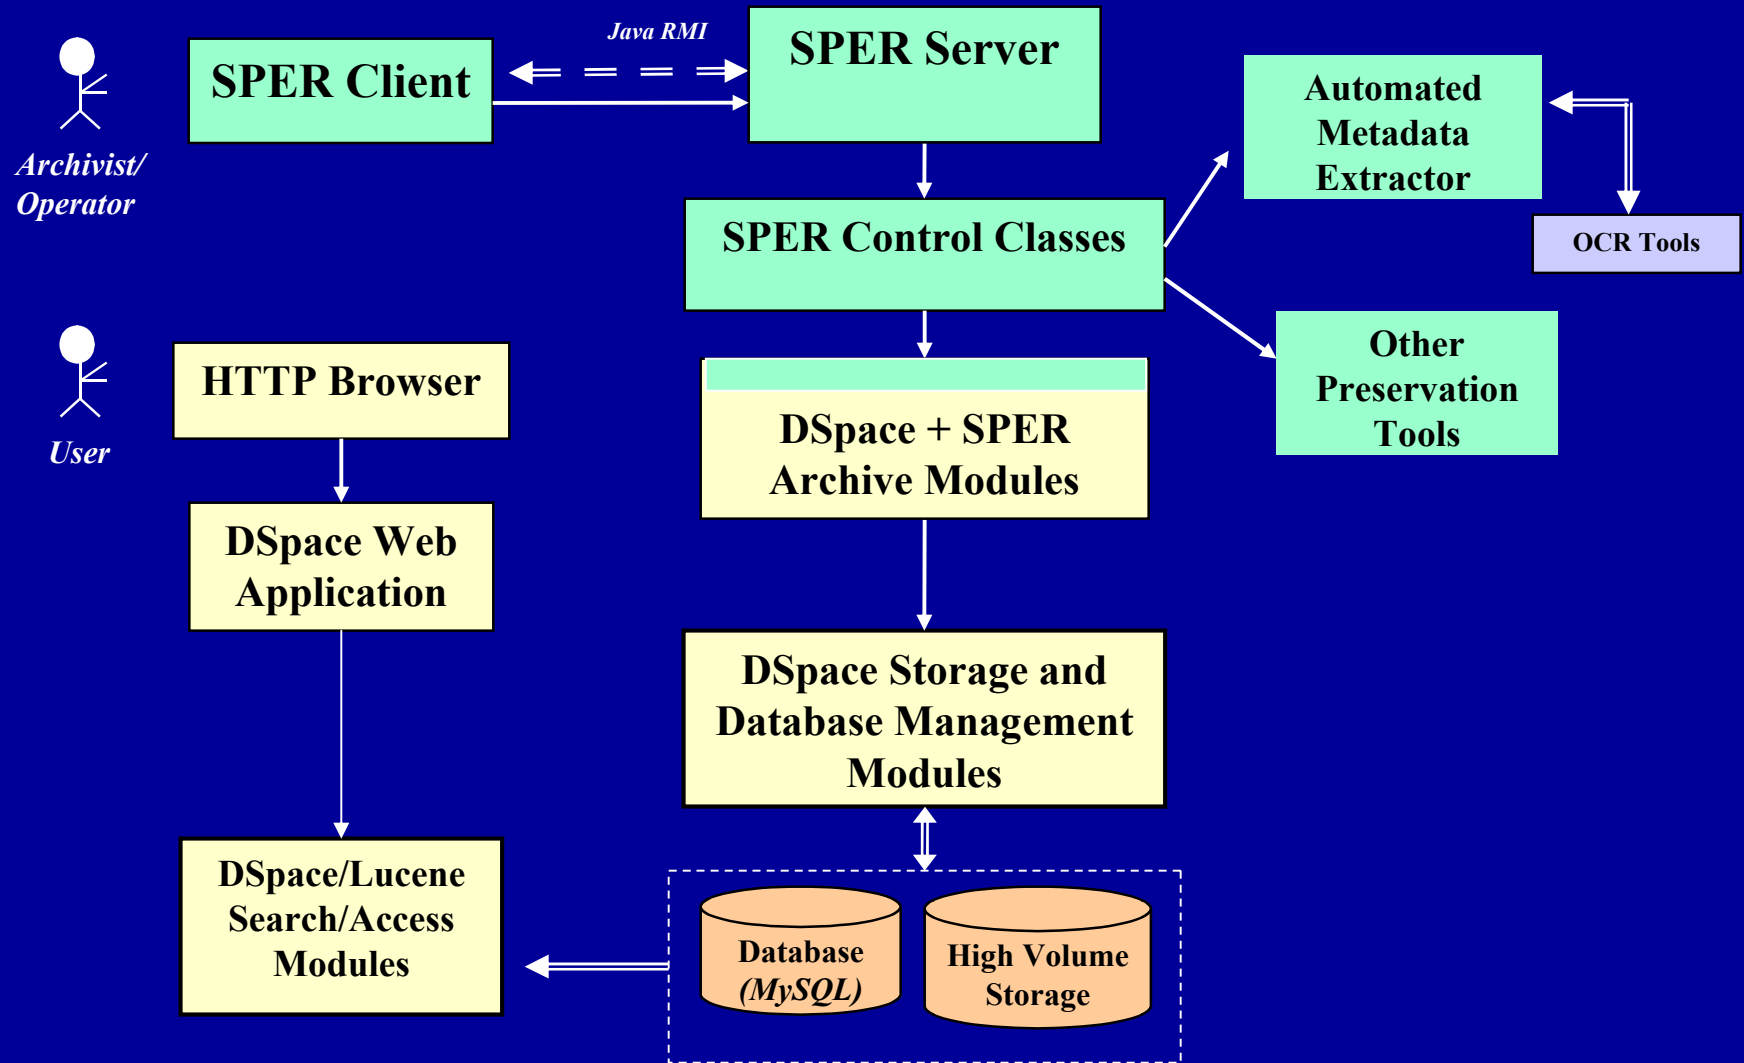 Java RMI
SPER Client
SPER Server
Archivist/
Operator
Automated
Metadata
Extractor
OCR Tools
SPER Control Classes
Other
Preservation
Tools
User
HTTP Browser
DSpace + SPER
Archive Modules
DSpace Web
Application
DSpace Storage and
Database Management
Modules
DSpace/Lucene
Search/Access
Modules
Database
(MySQL)
High Volume
Storage